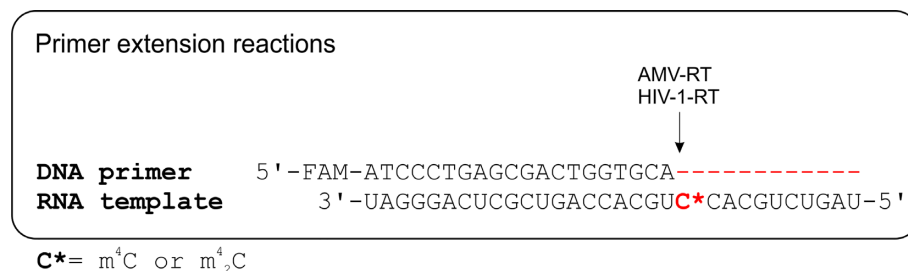 Primer extension reactions
AMV-RT
HIV-1-RT
DNA primer 5'-FAM-ATCCCTGAGCGACTGGTGCA------------
RNA template 3'-UAGGGACUCGCUGACCACGUC*CACGUCUGAU-5'
C*= m⁴C or m⁴₂C